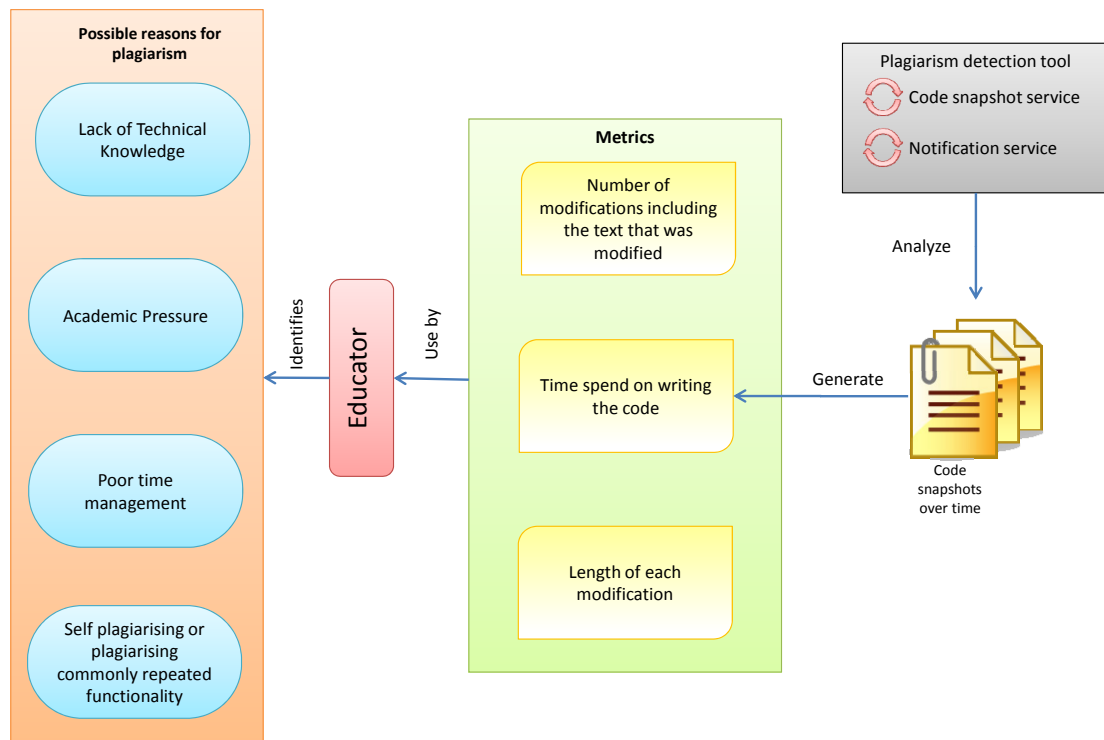 Possible reasons for
plagiarism
Lack of Technical
Knowledge
Academic Pressure
Poor time
management
Self plagiarising or
plagiarising
commonly repeated
functionality
Identifies
Educator
Use by
Metrics
Number of
modifications including
the text that was
modified
Time spend on writing
the code
Length of each
modification
Generate
Plagiarism detection tool
Code snapshot service
Notification service
Analyze
Code
snapshots
over time